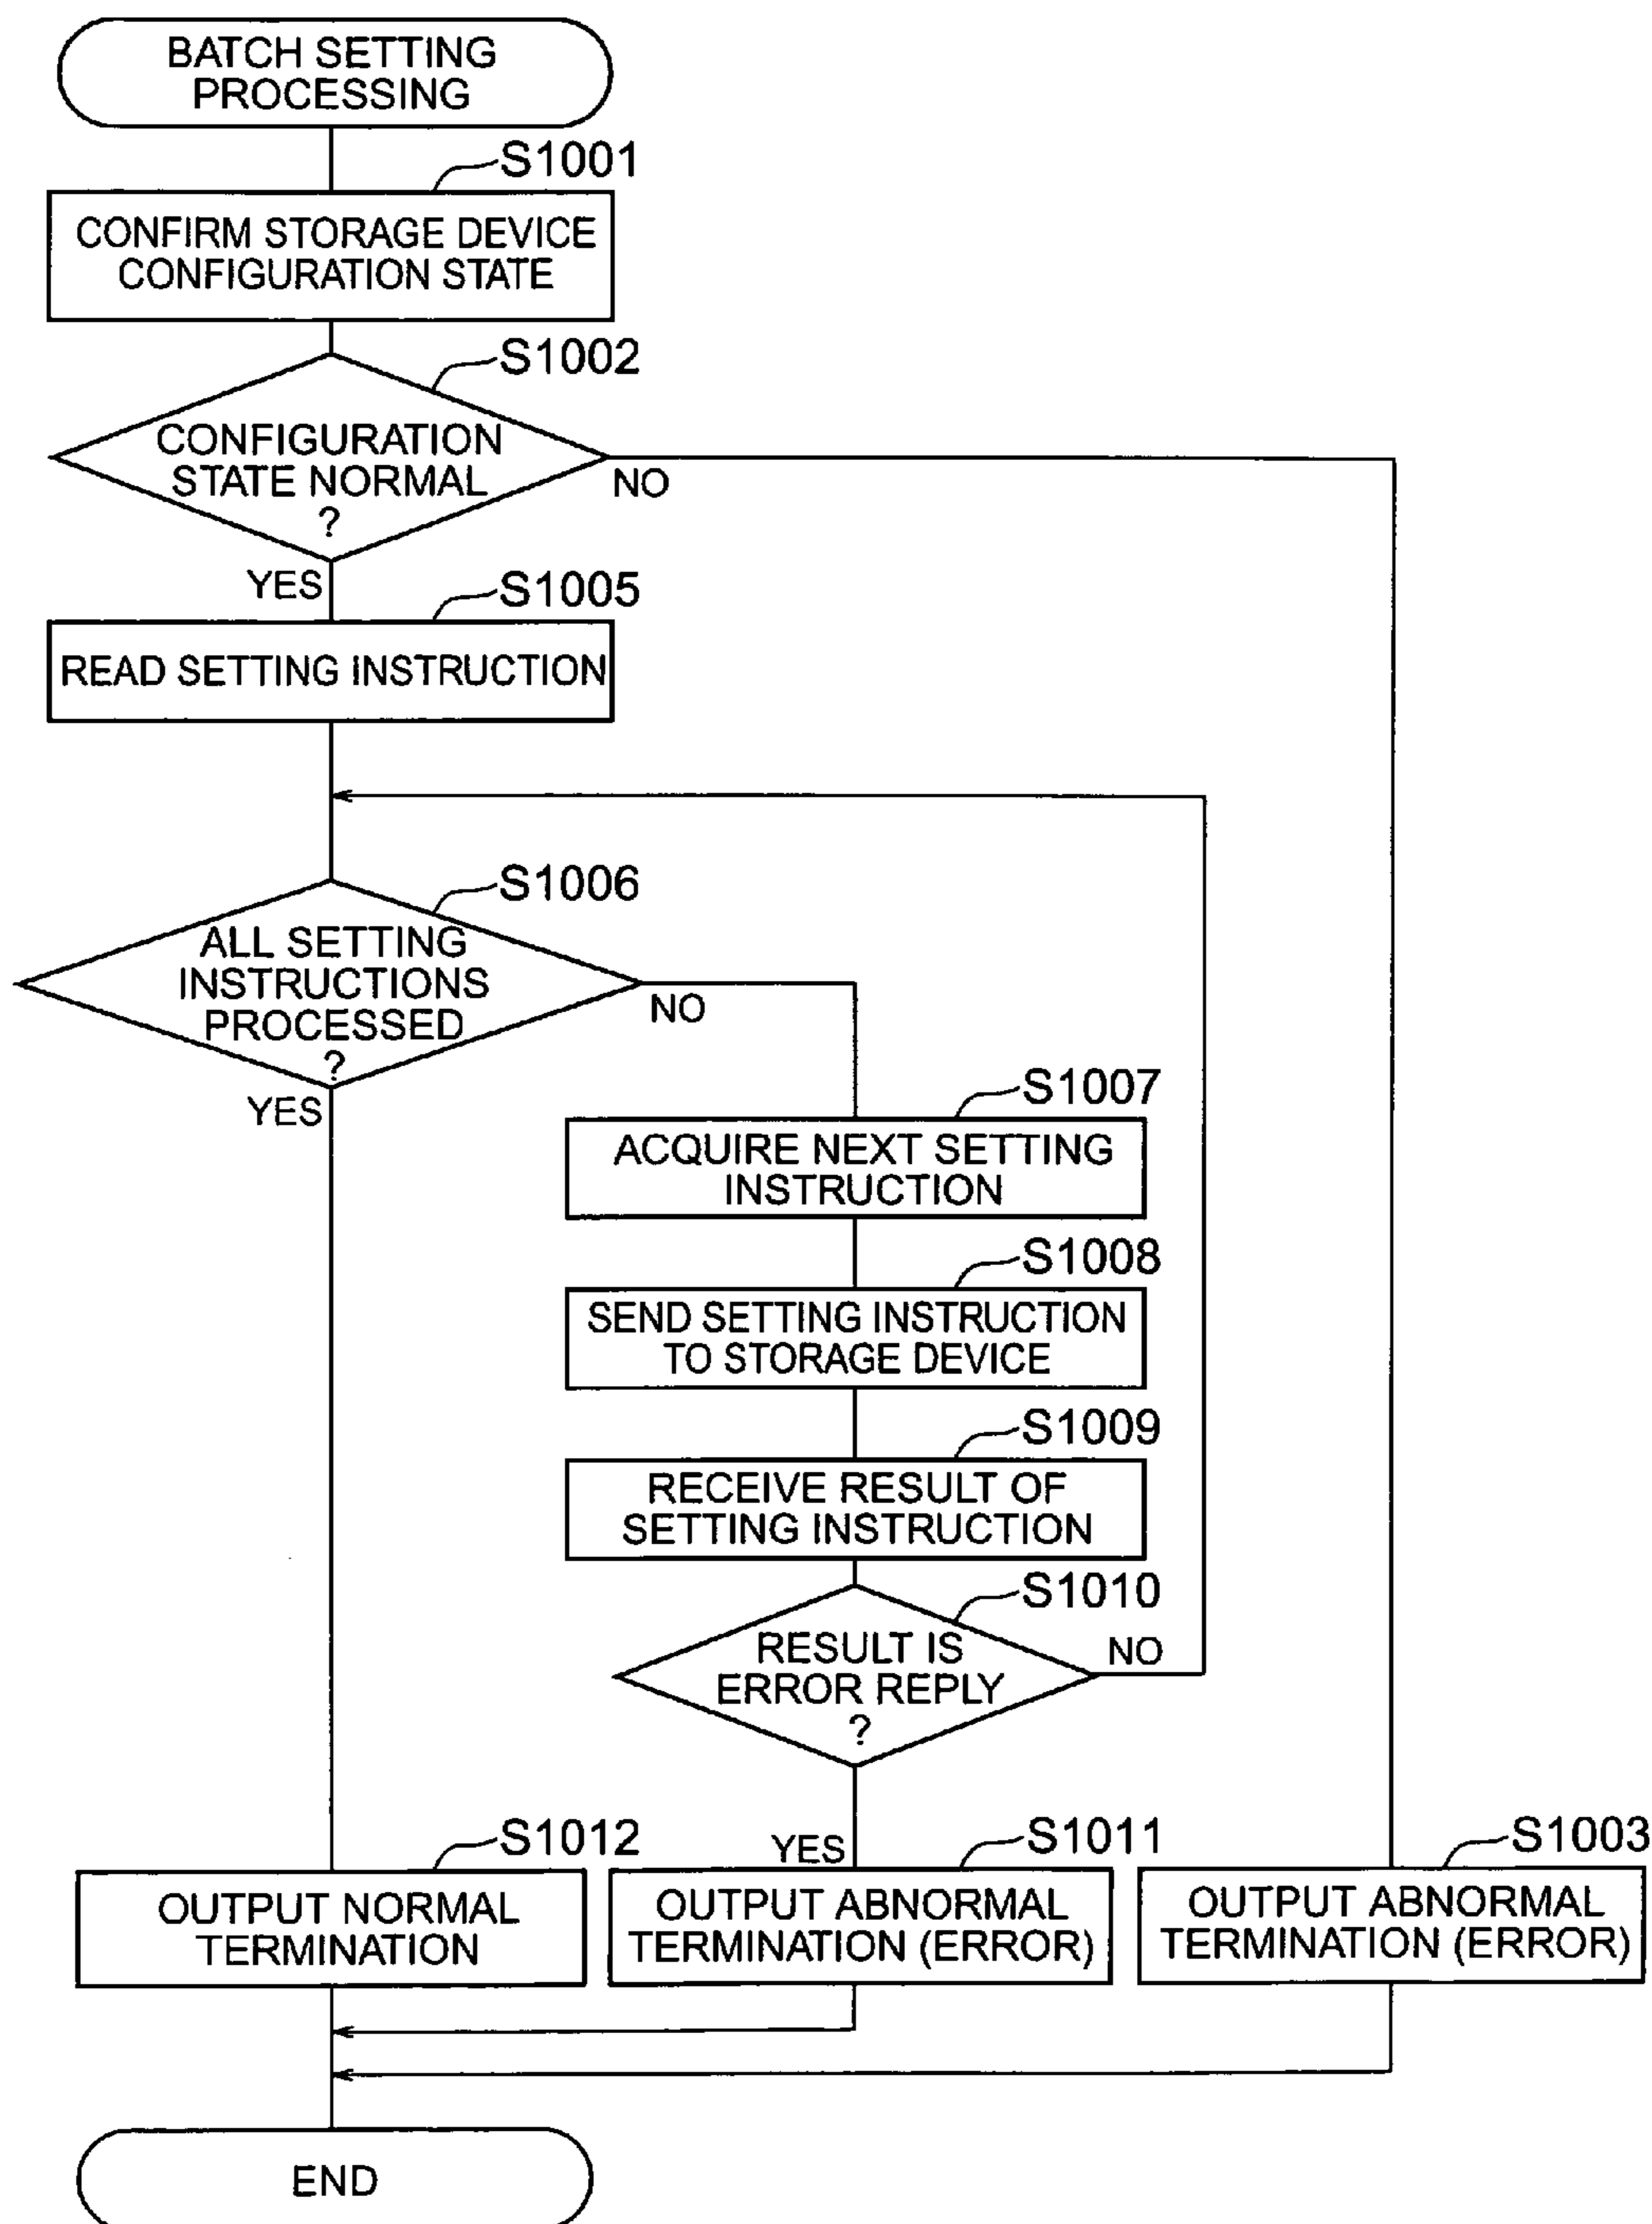 BATCH SETTING
PROCESSING
S1001
CONFIRM STORAGE DEVICE
CONFIGURATION STATE
S1002
CONFIGURATION
STATE NORMAL
?
NO
YES
S1005
READ SETTING INSTRUCTION
S1006
ALL SETTING
INSTRUCTIONS
PROCESSED
?
NO
YES
S1007
ACQUIRE NEXT SETTING
INSTRUCTION
S1008
SEND SETTING INSTRUCTION
TO STORAGE DEVICE
S1009
RECEIVE RESULT OF
SETTING INSTRUCTION
S1010
RESULT IS
ERROR REPLY
?
NO
YES
S1012
OUTPUT NORMAL
TERMINATION
S1011
OUTPUT ABNORMAL
TERMINATION (ERROR)
S1003
OUTPUT ABNORMAL
TERMINATION (ERROR)
END